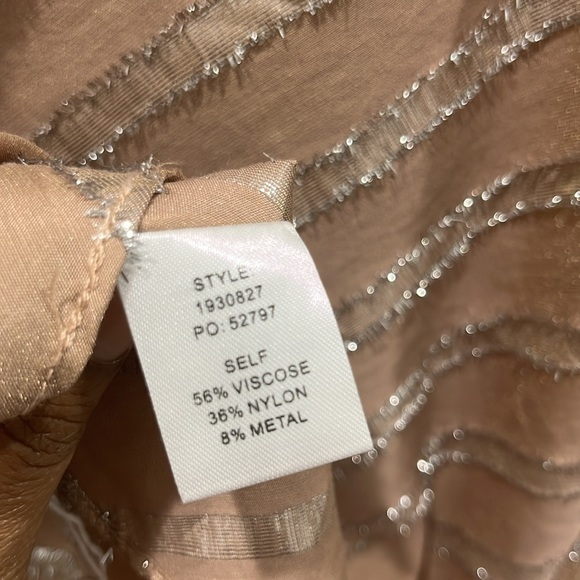 STYLE
1930827
PO: 52797
SELF
56% VISCOSE
36% NYLON
8% METAL